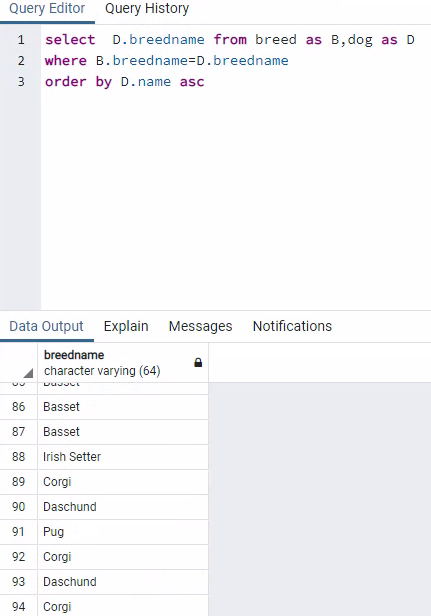 Query Editor Query History
1 select  D.breedname from breed as B,dog as D
2 where B.breedname=D.breedname
3 order by D.name asc
Data Output Explain Messages Notifications
breedname
character varying (64)
85 Basset
86 Basset
87 Basset
88 Irish Setter
89 Corgi
90 Daschund
91 Pug
92 Corgi
93 Daschund
94 Corgi